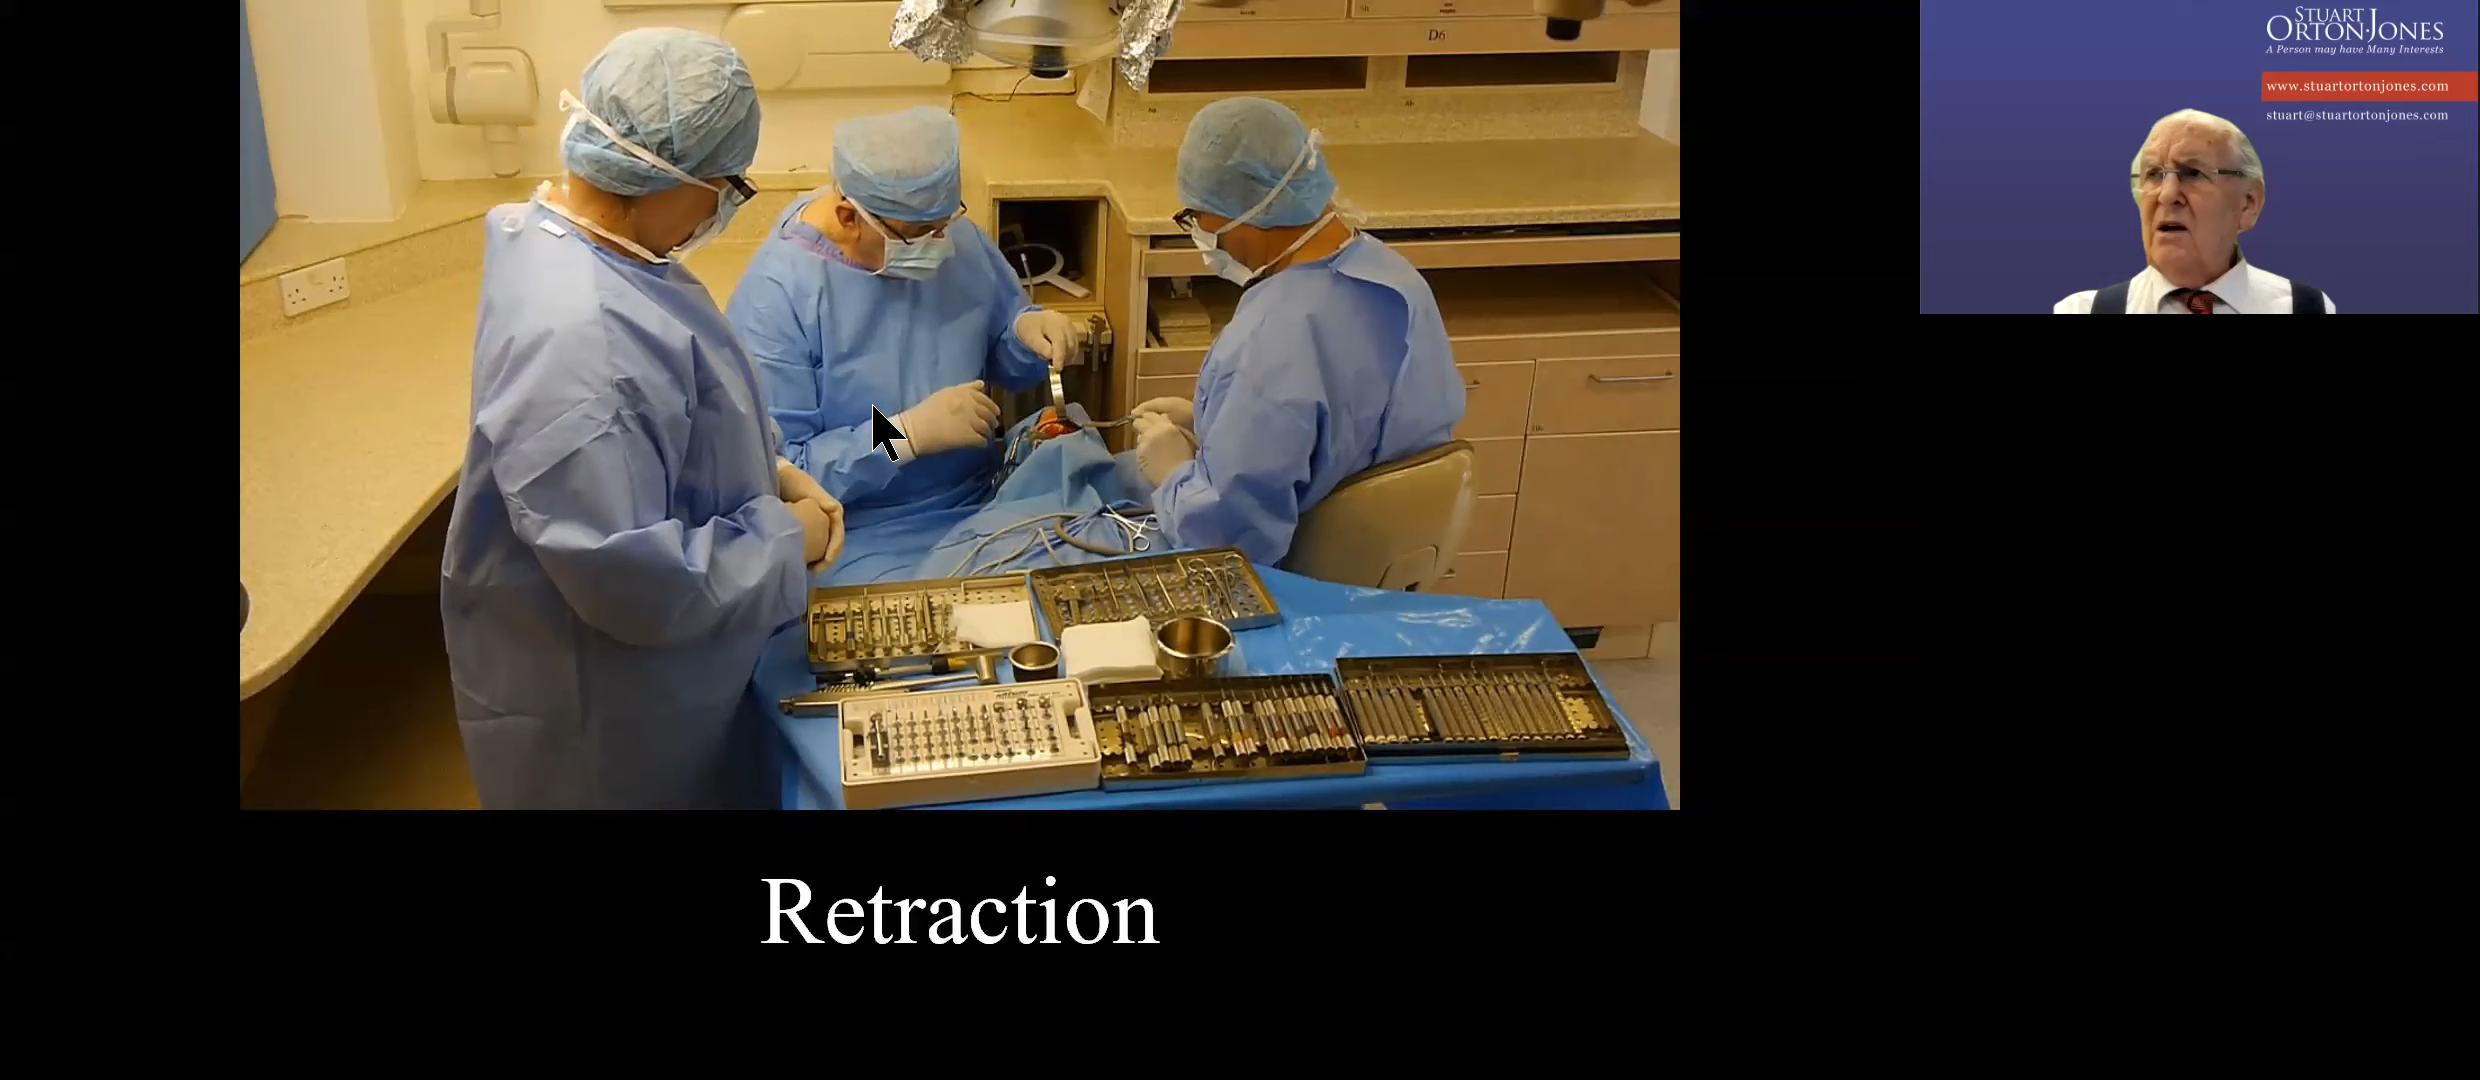 D6
STUART
ORTON-JONES
A Person may have Many Interests
www.stuartortonjones.com
stuart@stuartortonjones.com
Retraction